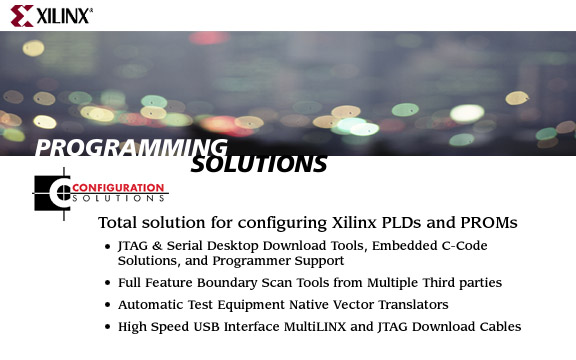 XILINX®
PROGRAMMING
SOLUTIONS
CONFIGURATION
SOLUTIONS
Total solution for configuring Xilinx PLDs and PROMs
• JTAG & Serial Desktop Download Tools, Embedded C-Code
Solutions, and Programmer Support
• Full Feature Boundary Scan Tools from Multiple Third parties
• Automatic Test Equipment Native Vector Translators
• High Speed USB Interface MultiLINX and JTAG Download Cables